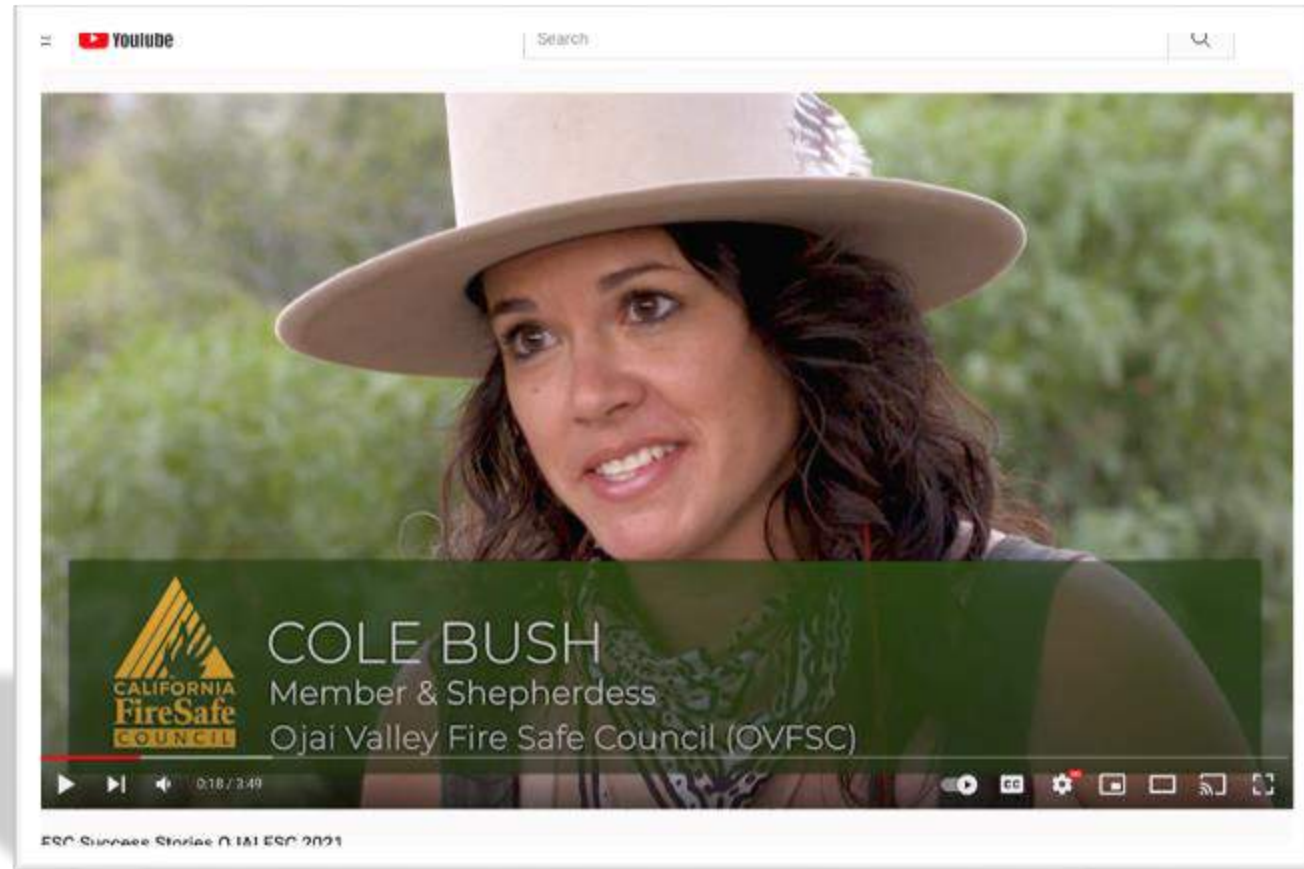 YouTube
Search
COLE BUSH
Member & Shepherdess
Ojai Valley Fire Safe Council (OVFSC)
CALIFORNIA
FireSafe
COUNCIL
0:18 / 3:49
CC
FSC Success Stories OJAI FSC 2021